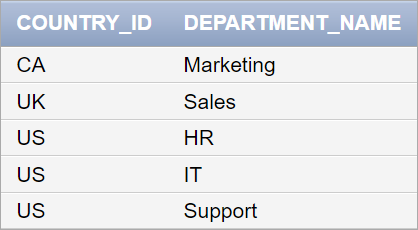 COUNTRY_ID DEPARTMENT_NAME
CA Marketing
UK Sales
US HR
US IT
US Support